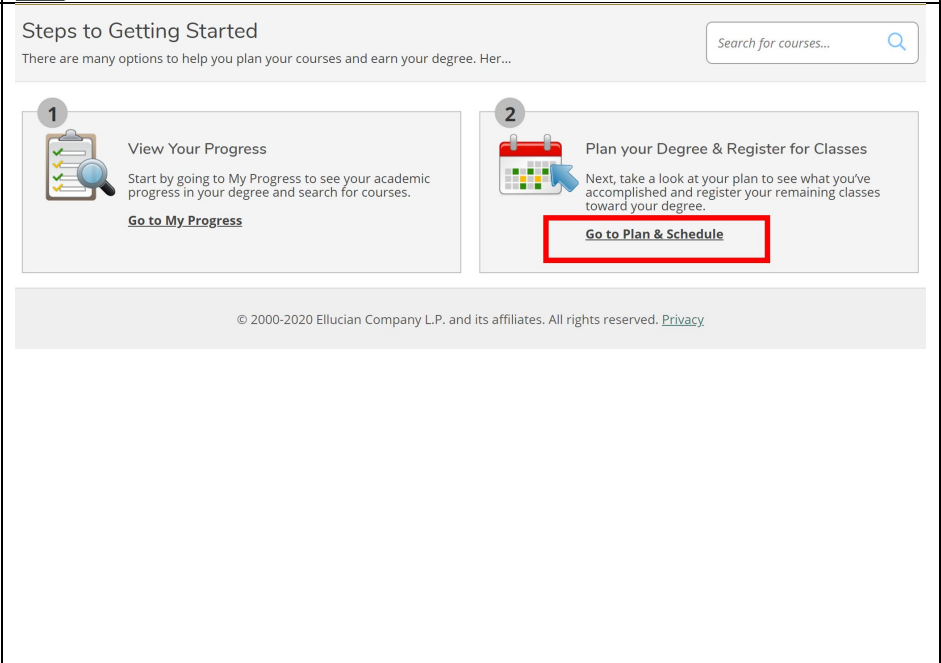 Steps to Getting Started
Search for courses...
There are many options to help you plan your courses and earn your degree. Her...
1
View Your Progress
Start by going to My Progress to see your academic
progress in your degree and search for courses.
Go to My Progress
2
Plan your Degree & Register for Classes
Next, take a look at your plan to see what you've
accomplished and register your remaining classes
toward your degree.
Go to Plan & Schedule
© 2000-2020 Ellucian Company L.P. and its affiliates. All rights reserved. Privacy